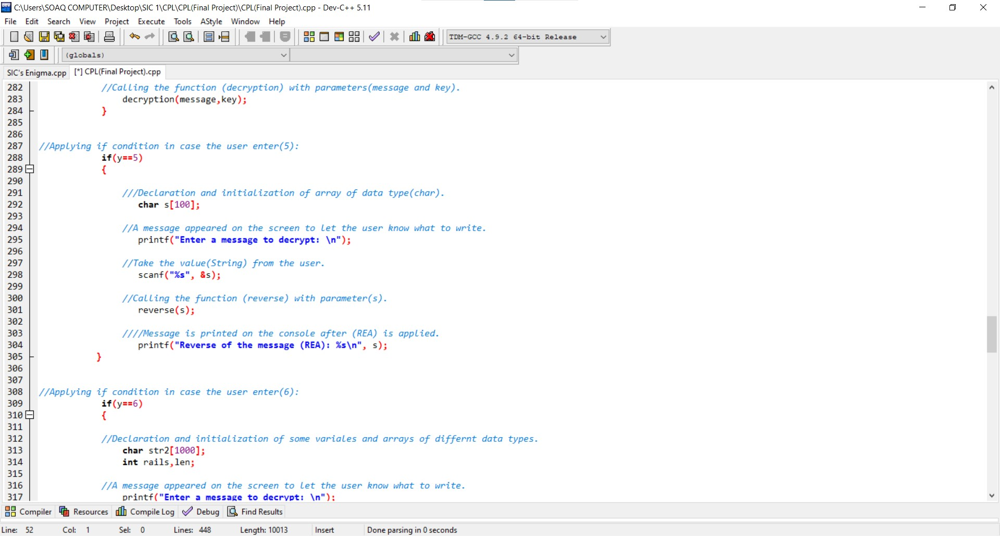 C:\Users\SOAQ COMPUTER\Desktop\SIC 1\CPL\CPL(Final Project)\CPL(Final Project).cpp - Dev-C++ 5.11
File Edit Search View Project Execute Tools AStyle Window Help
TDM-GCC 4.9.2 64-bit Release
(globals)
SIC's Enigma.cpp [*] CPL(Final Project).cpp
282 //Calling the function (decryption) with parameters(message and key).
283 decryption(message,key);
284 }
285
286
287 //Applying if condition in case the user enter(5):
288 if(y==5)
289 {
290
291 ///Declaration and initialization of array of data type(char).
292 char s[100];
293
294 //A message appeared on the screen to let the user know what to write.
295 printf("Enter a message to decrypt: \n");
296
297 //Take the value(String) from the user.
298 scanf("%s", &s);
299
300 //Calling the function (reverse) with parameter(s).
301 reverse(s);
302
303 ////Message is printed on the console after (REA) is applied.
304 printf("Reverse of the message (REA): %s\n", s);
305 }
306
307
308 //Applying if condition in case the user enter(6):
309 if(y==6)
310 {
311
312 //Declaration and initialization of some variales and arrays of differnt data types.
313 char str2[1000];
314 int rails,len;
315
316 //A message appeared on the screen to let the user know what to write.
317 printf("Enter a message to decrypt: \n");
Compiler Resources Compile Log Debug Find Results
Line: 52 Col: 1 Sel: 0 Lines: 448 Length: 10013 Insert Done parsing in 0 seconds